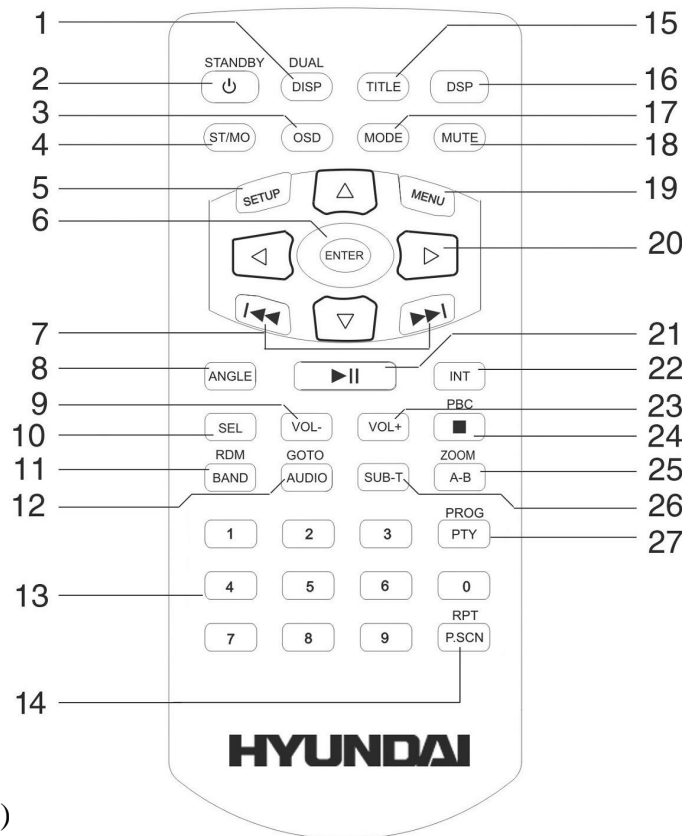 1
15
STANDBY
DUAL
2
DISP
TITLE
DSP
16
3
17
4
ST/MO
OSD
MODE
MUTE
18
5
SETUP
MENU
19
6
ENTER
20
7
21
8
ANGLE
INT
22
9
PBC
23
10
SEL
VOL-
VOL+
24
11
RDM
GOTO
ZOOM
25
12
BAND
AUDIO
SUB-T
A-B
26
PROG
1
2
3
PTY
27
13
4
5
6
0
RPT
7
8
9
P.SCN
14
HYUNDAI
)